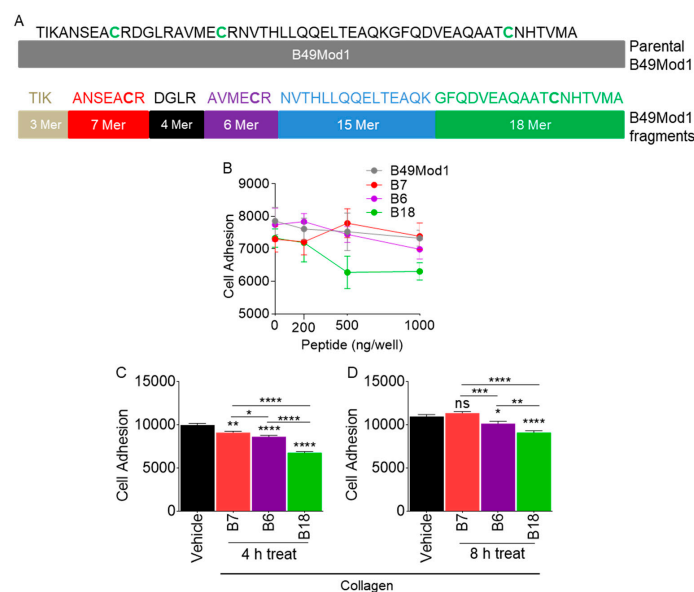 A
TIKANSEACRDGLRAVMECRNVTHLLQQELTEAQKGFQDVEAQAATCNHTVMA
B49Mod1
Parental
B49Mod1
TIK ANSEACR DGLR AVMECR NVTHLLQQELTEAQK GFQDVEAQAATCNHTVMA
3 Mer 7 Mer 4 Mer 6 Mer 15 Mer 18 Mer
B49Mod1
fragments
B
B49Mod1
B7
B6
B18
Cell Adhesion
9000
8000
7000
6000
5000
0 200 500 1000
Peptide (ng/well)
C
Cell Adhesion
15000
10000
5000
0
****
* ****
** **** ****
Vehicle B7 B6 B18
4 h treat
D
Cell Adhesion
15000
10000
5000
0
****
*** **
ns * ****
Vehicle B7 B6 B18
8 h treat
Collagen